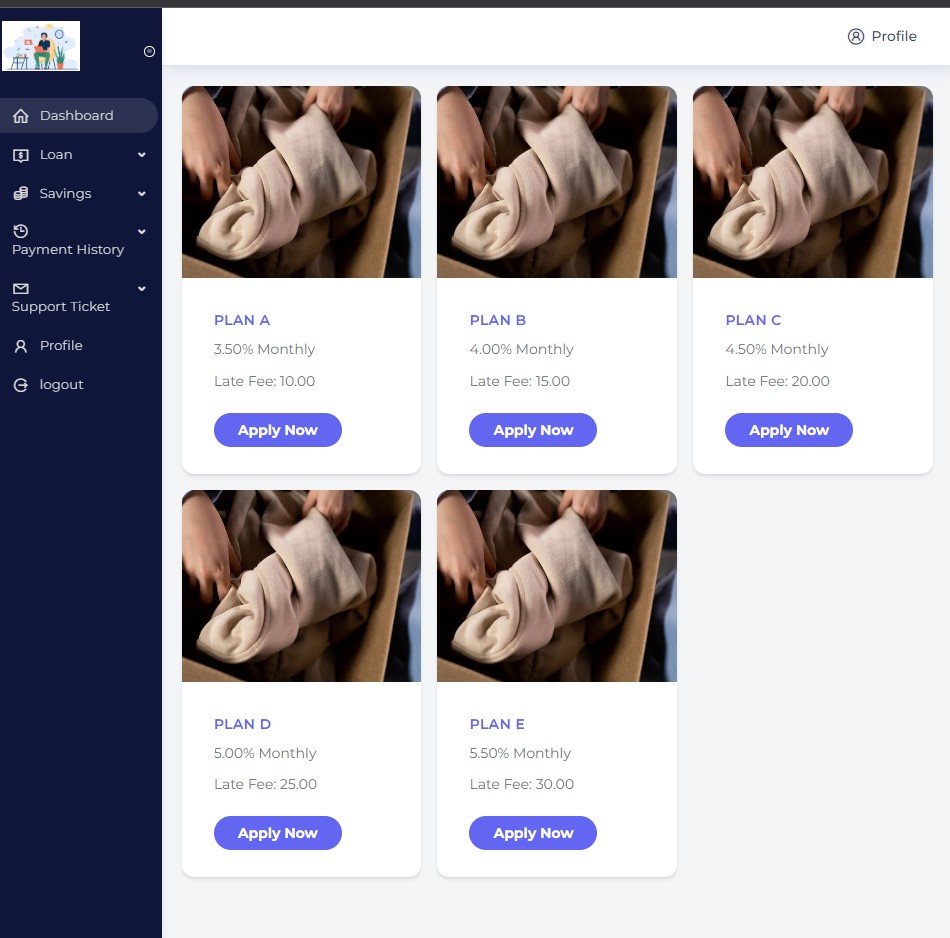 Profile
Dashboard
Loan
Savings
Payment History
Support Ticket
Profile
logout
PLAN A
3.50% Monthly
Late Fee: 10.00
Apply Now
PLAN B
4.00% Monthly
Late Fee: 15.00
Apply Now
PLAN C
4.50% Monthly
Late Fee: 20.00
Apply Now
PLAN D
5.00% Monthly
Late Fee: 25.00
Apply Now
PLAN E
5.50% Monthly
Late Fee: 30.00
Apply Now